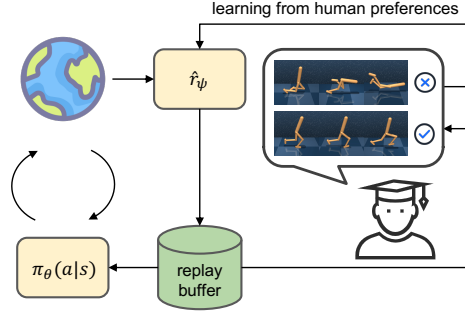 learning from human preferences
r̂ψ
πθ(a|s)
replay
buffer